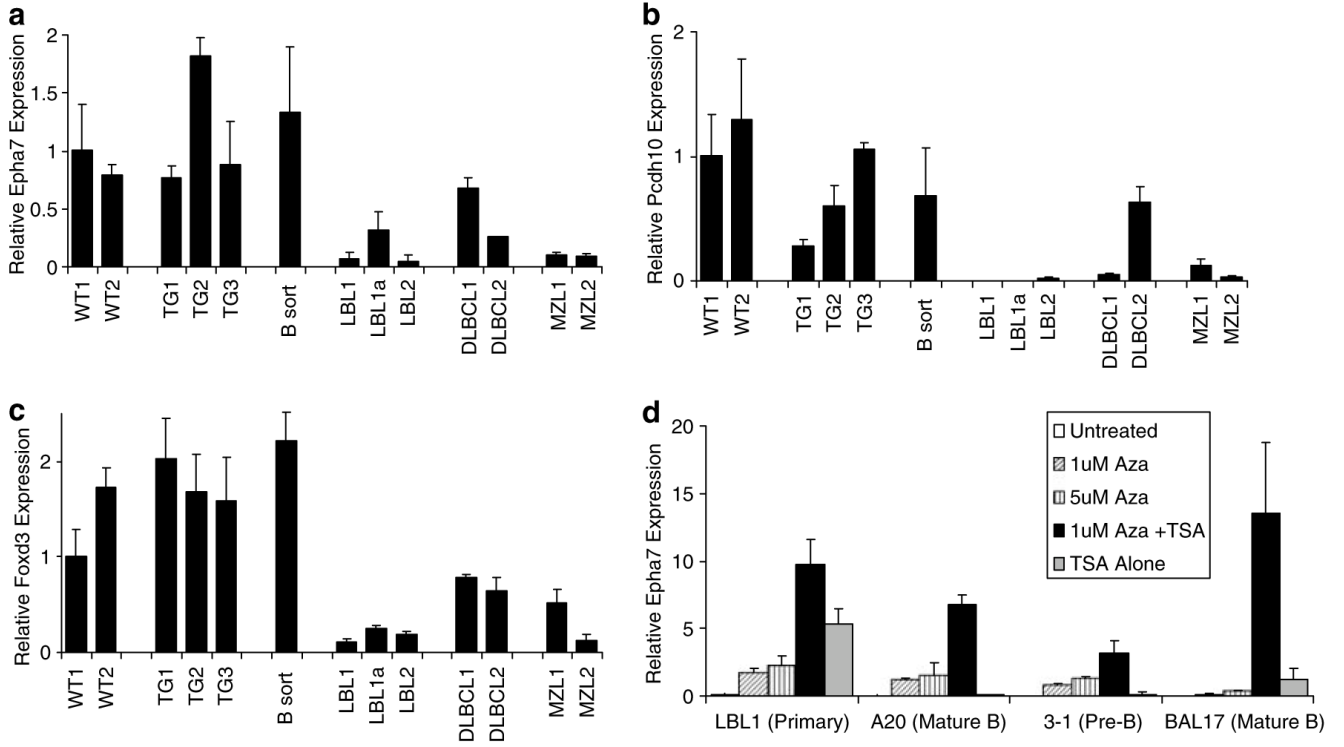 a
Relative Epha7 Expression
2
1.5
1
0.5
0
WT1 WT2 TG1 TG2 TG3 B sort LBL1 LBL1a LBL2 DLBCL1 DLBCL2 MZL1 MZL2
b
Relative Pcdh10 Expression
2
1
0
WT1 WT2 TG1 TG2 TG3 B sort LBL1 LBL1a LBL2 DLBCL1 DLBCL2 MZL1 MZL2
c
Relative Foxd3 Expression
2
1
0
WT1 WT2 TG1 TG2 TG3 B sort LBL1 LBL1a LBL2 DLBCL1 DLBCL2 MZL1 MZL2
d
Relative Epha7 Expression
20
15
10
5
0
Untreated
1uM Aza
5uM Aza
1uM Aza +TSA
TSA Alone
LBL1 (Primary) A20 (Mature B) 3-1 (Pre-B) BAL17 (Mature B)